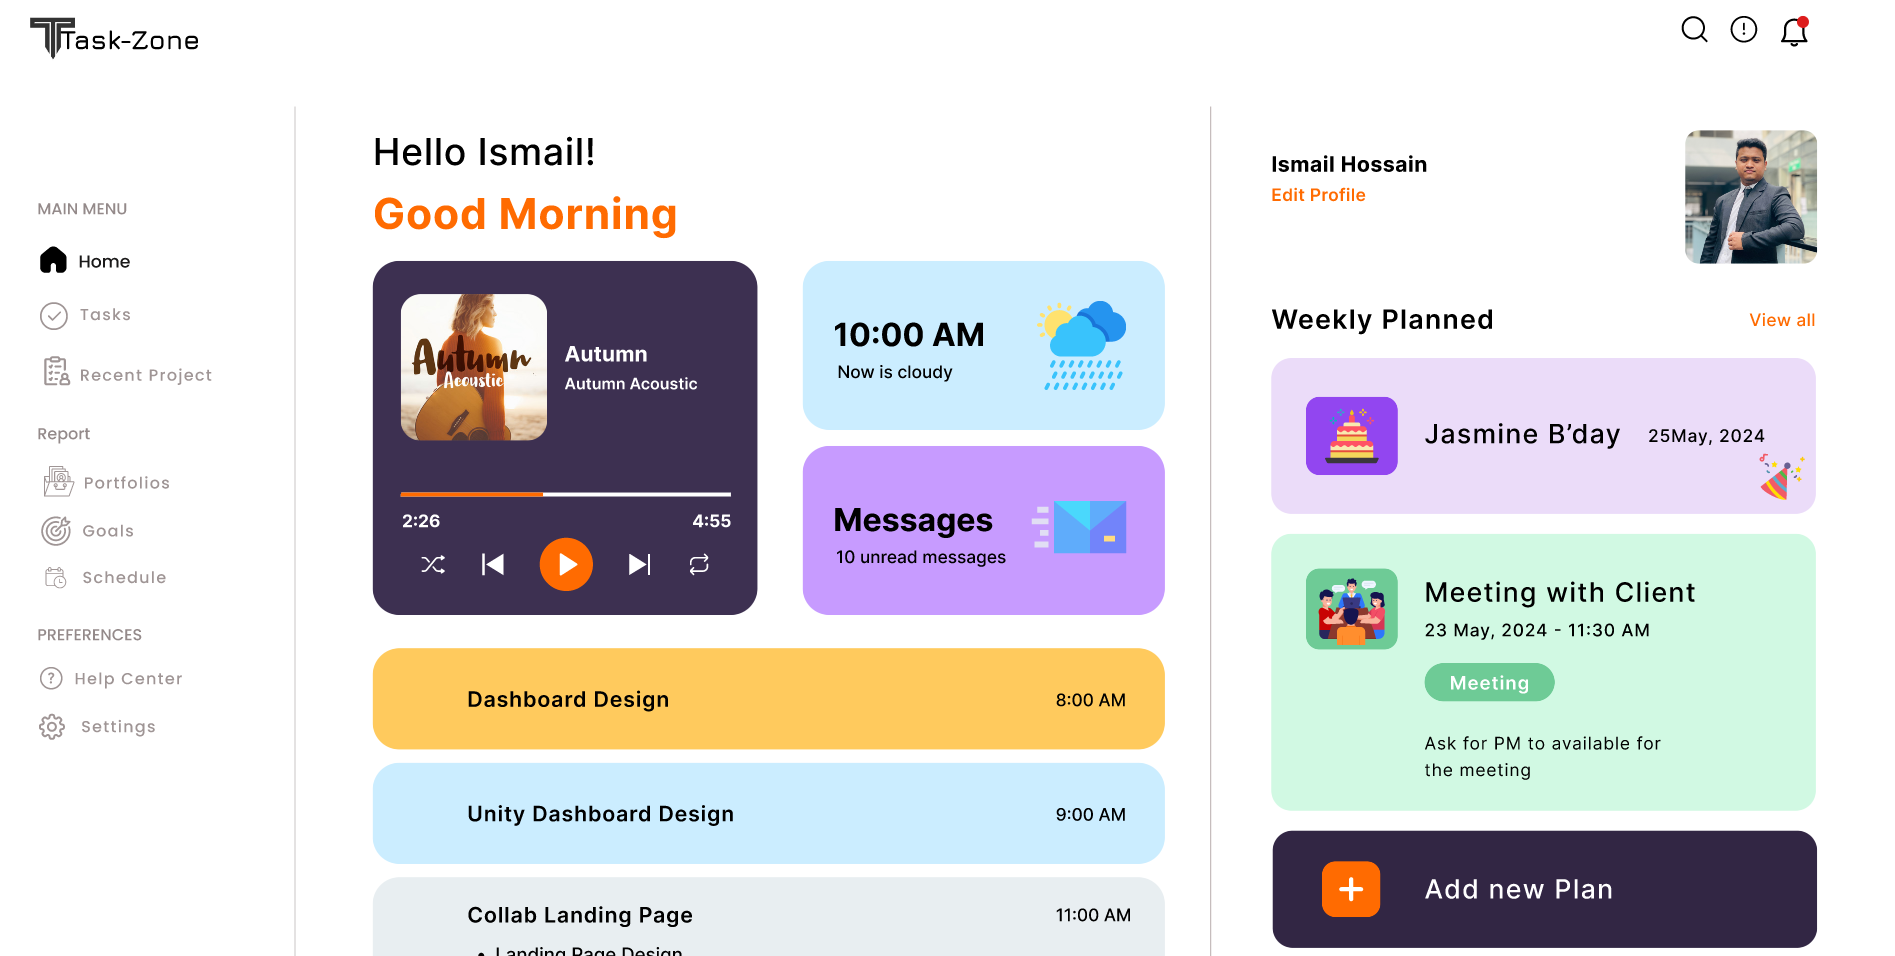 Task-Zone
MAIN MENU
Home
Tasks
Recent Project
Report
Portfolios
Goals
Schedule
PREFERENCES
Help Center
Settings
Hello Ismail!
Good Morning
Autumn
Acoustic
Autumn
Autumn Acoustic
2:26
4:55
10:00 AM
Now is cloudy
Messages
10 unread messages
Dashboard Design
8:00 AM
Unity Dashboard Design
9:00 AM
Collab Landing Page
11:00 AM
• Landing Page Design
Ismail Hossain
Edit Profile
Weekly Planned
View all
Jasmine B’day
25May, 2024
Meeting with Client
23 May, 2024 - 11:30 AM
Meeting
Ask for PM to available for
the meeting
Add new Plan